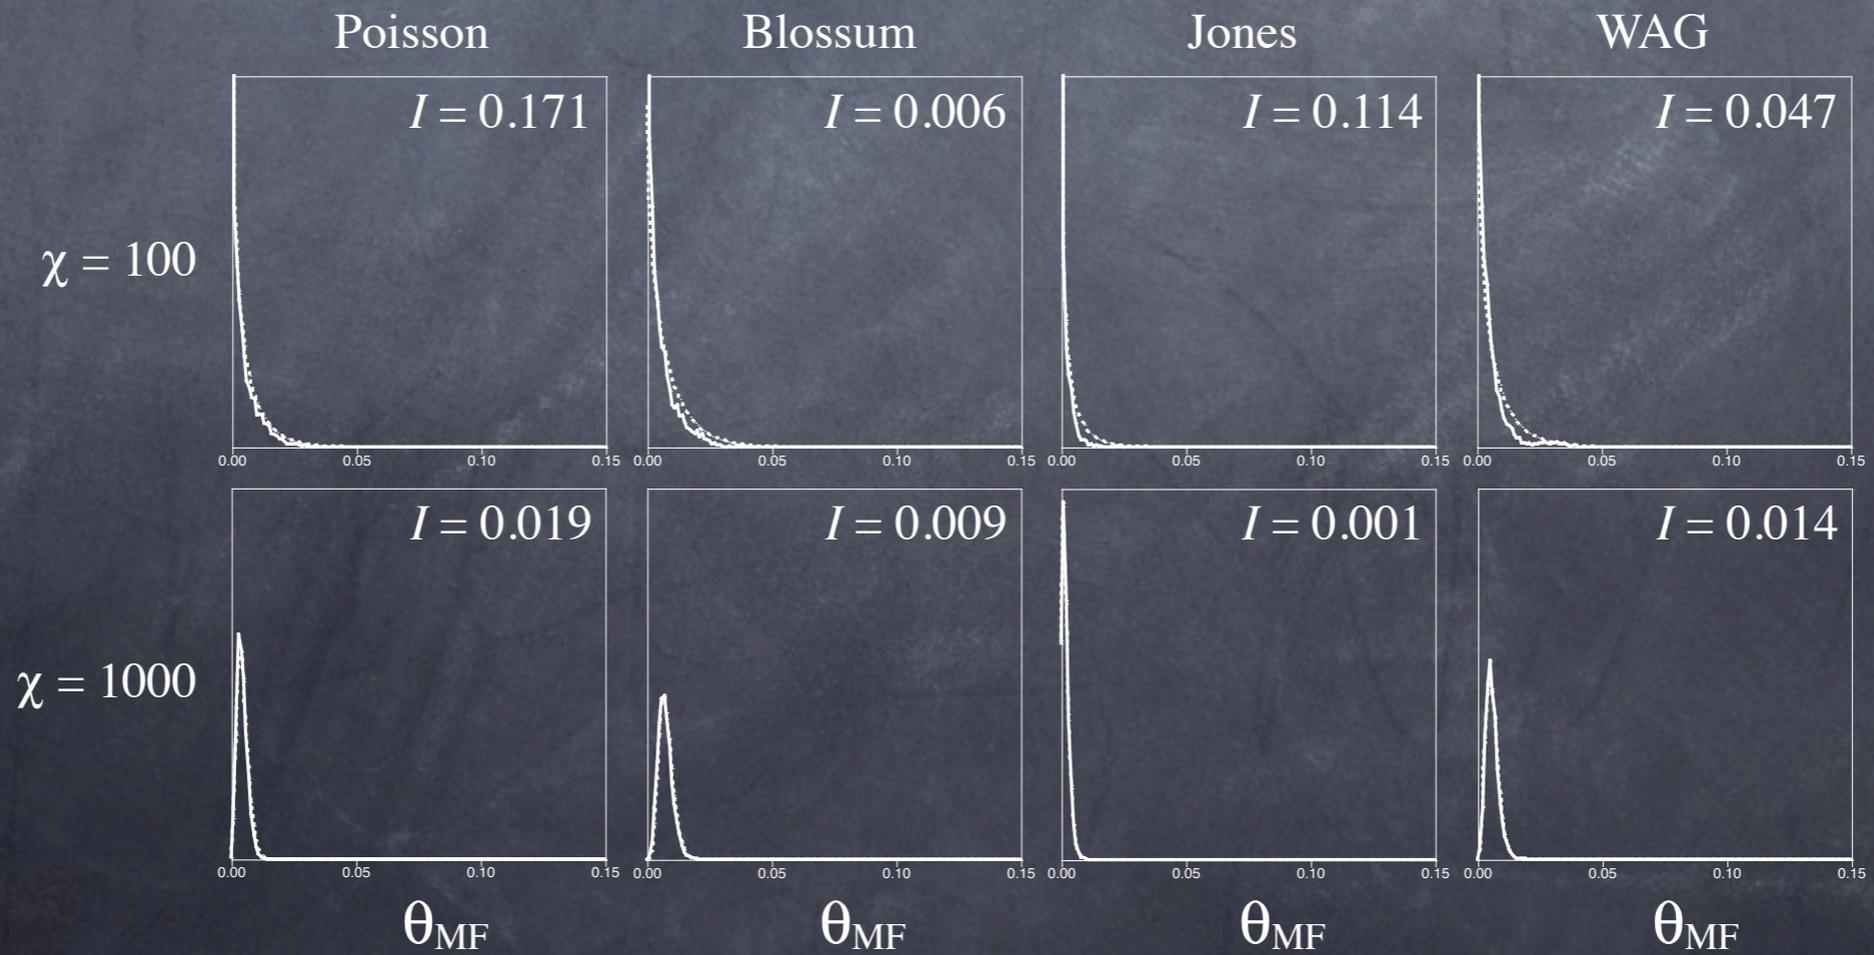 Poisson Blossum Jones WAG
I = 0.171 I = 0.006 I = 0.114 I = 0.047
χ = 100
0.00 0.05 0.10 0.15 0.00 0.05 0.10 0.15 0.00 0.05 0.10 0.15 0.00 0.05 0.10 0.15
I = 0.019 I = 0.009 I = 0.001 I = 0.014
χ = 1000
0.00 0.05 0.10 0.15 0.00 0.05 0.10 0.15 0.00 0.05 0.10 0.15 0.00 0.05 0.10 0.15
θMF θMF θMF θMF